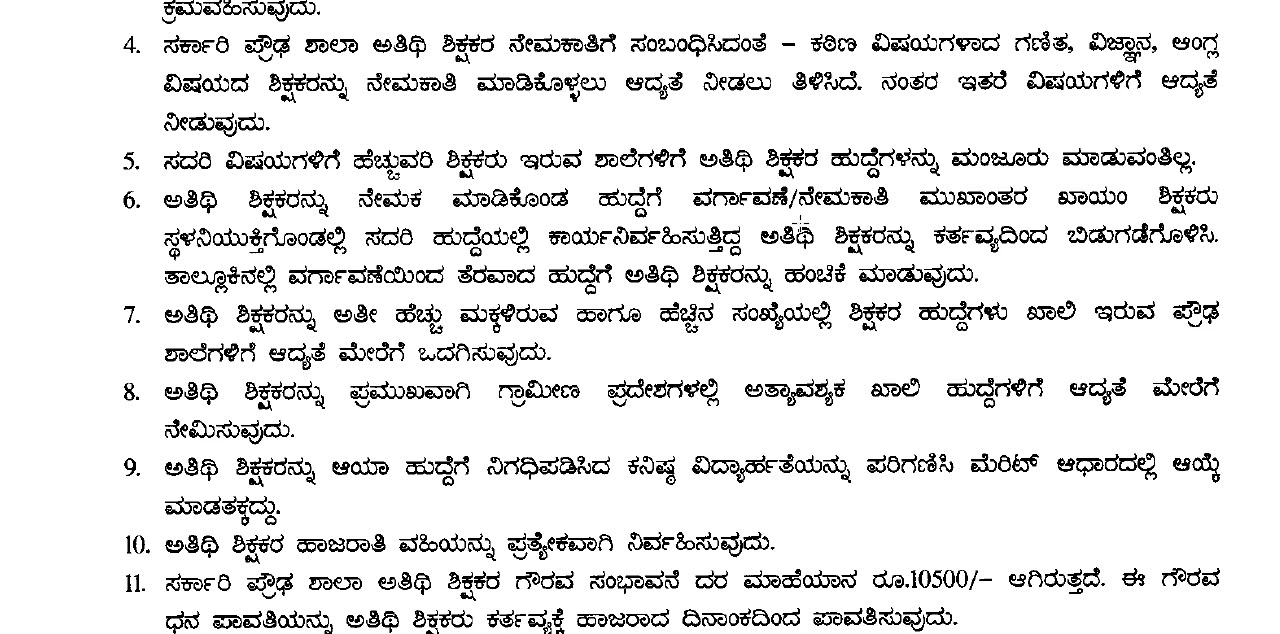 ಕ್ರಮವಹಿಸುವುದು.
4. ಸರ್ಕಾರಿ ಪ್ರೌಢ ಶಾಲಾ ಅತಿಥಿ ಶಿಕ್ಷಕರ ನೇಮಕಾತಿಗೆ ಸಂಬಂಧಿಸಿದಂತೆ – ಕಠಿಣ ವಿಷಯಗಳಾದ ಗಣಿತ, ವಿಜ್ಞಾನ, ಆಂಗ್ಲ
ವಿಷಯದ ಶಿಕ್ಷಕರನ್ನು ನೇಮಕಾತಿ ಮಾಡಿಕೊಳ್ಳಲು ಆದ್ಯತೆ ನೀಡಲು ತಿಳಿಸಿದೆ. ನಂತರ ಇತರೆ ವಿಷಯಗಳಿಗೆ ಆದ್ಯತೆ
ನೀಡುವುದು.
5. ಸದರಿ ವಿಷಯಗಳಿಗೆ ಹೆಚ್ಚುವರಿ ಶಿಕ್ಷಕರು ಇರುವ ಶಾಲೆಗಳಿಗೆ ಅತಿಥಿ ಶಿಕ್ಷಕರ ಹುದ್ದೆಗಳನ್ನು ಮಂಜೂರು ಮಾಡುವಂತಿಲ್ಲ.
6. ಅತಿಥಿ ಶಿಕ್ಷಕರನ್ನು ನೇಮಕ ಮಾಡಿಕೊಂಡ ಹುದ್ದೆಗೆ ವರ್ಗಾವಣೆ/ನೇಮಕಾತಿ ಮುಖಾಂತರ ಖಾಯಂ ಶಿಕ್ಷಕರು
ಸ್ಥಳನಿಯುಕ್ತಿಗೊಂಡಲ್ಲಿ ಸದರಿ ಹುದ್ದೆಯಲ್ಲಿ ಕಾರ್ಯನಿರ್ವಹಿಸುತ್ತಿದ್ದ ಅತಿಥಿ ಶಿಕ್ಷಕರನ್ನು ಕರ್ತವ್ಯದಿಂದ ಬಿಡುಗಡೆಗೊಳಿಸಿ.
ತಾಲ್ಲೂಕಿನಲ್ಲಿ ವರ್ಗಾವಣೆಯಿಂದ ತೆರವಾದ ಹುದ್ದೆಗೆ ಅತಿಥಿ ಶಿಕ್ಷಕರನ್ನು ಹಂಚಿಕೆ ಮಾಡುವುದು.
7. ಅತಿಥಿ ಶಿಕ್ಷಕರನ್ನು ಅತೀ ಹೆಚ್ಚು ಮಕ್ಕಳಿರುವ ಹಾಗೂ ಹೆಚ್ಚಿನ ಸಂಖ್ಯೆಯಲ್ಲಿ ಶಿಕ್ಷಕರ ಹುದ್ದೆಗಳು ಖಾಲಿ ಇರುವ ಪ್ರೌಢ
ಶಾಲೆಗಳಿಗೆ ಆದ್ಯತೆ ಮೇರೆಗೆ ಒದಗಿಸುವುದು.
8. ಅತಿಥಿ ಶಿಕ್ಷಕರನ್ನು ಪ್ರಮುಖವಾಗಿ ಗ್ರಾಮೀಣ ಪ್ರದೇಶಗಳಲ್ಲಿ ಅತ್ಯಾವಶ್ಯಕ ಖಾಲಿ ಹುದ್ದೆಗಳಿಗೆ ಆದ್ಯತೆ ಮೇರೆಗೆ
ನೇಮಿಸುವುದು.
9. ಅತಿಥಿ ಶಿಕ್ಷಕರನ್ನು ಆಯಾ ಹುದ್ದೆಗೆ ನಿಗಧಿಪಡಿಸಿದ ಕನಿಷ್ಠ ವಿದ್ಯಾರ್ಹತೆಯನ್ನು ಪರಿಗಣಿಸಿ ಮೆರಿಟ್ ಆಧಾರದಲ್ಲಿ ಆಯ್ಕೆ
ಮಾಡತಕ್ಕದ್ದು.
10. ಅತಿಥಿ ಶಿಕ್ಷಕರ ಹಾಜರಾತಿ ವಹಿಯನ್ನು ಪ್ರತ್ಯೇಕವಾಗಿ ನಿರ್ವಹಿಸುವುದು.
11. ಸರ್ಕಾರಿ ಪ್ರೌಢ ಶಾಲಾ ಅತಿಥಿ ಶಿಕ್ಷಕರ ಗೌರವ ಸಂಭಾವನೆ ದರ ಮಾಹೆಯಾನ ರೂ.10500/– ಆಗಿರುತ್ತದೆ. ಈ ಗೌರವ
ಧನ ಪಾವತಿಯನ್ನು ಅತಿಥಿ ಶಿಕ್ಷಕರು ಕರ್ತವ್ಯಕ್ಕೆ ಹಾಜರಾದ ದಿನಾಂಕದಿಂದ ಪಾವತಿಸುವುದು.